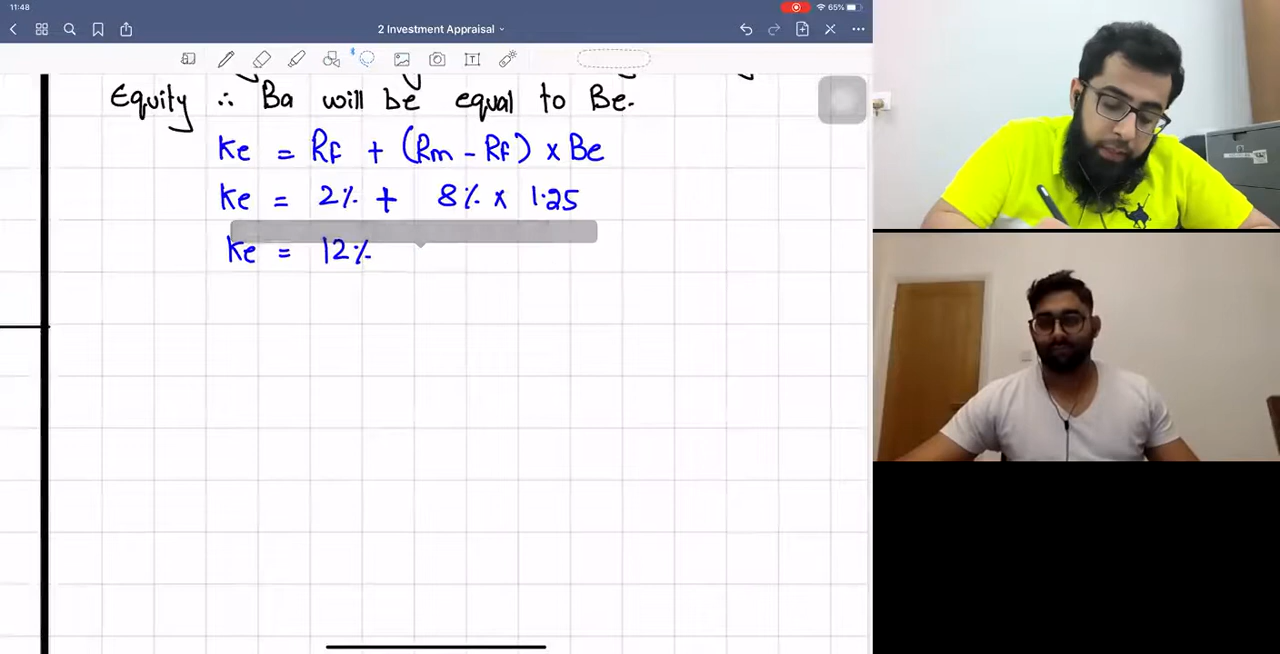 11:48
65%
2 Investment Appraisal
Equity ∴ Ba will be equal to Be.
Ke = Rf + (Rm - Rf) × Be
Ke = 2% + 8% × 1.25
Ke = 12%